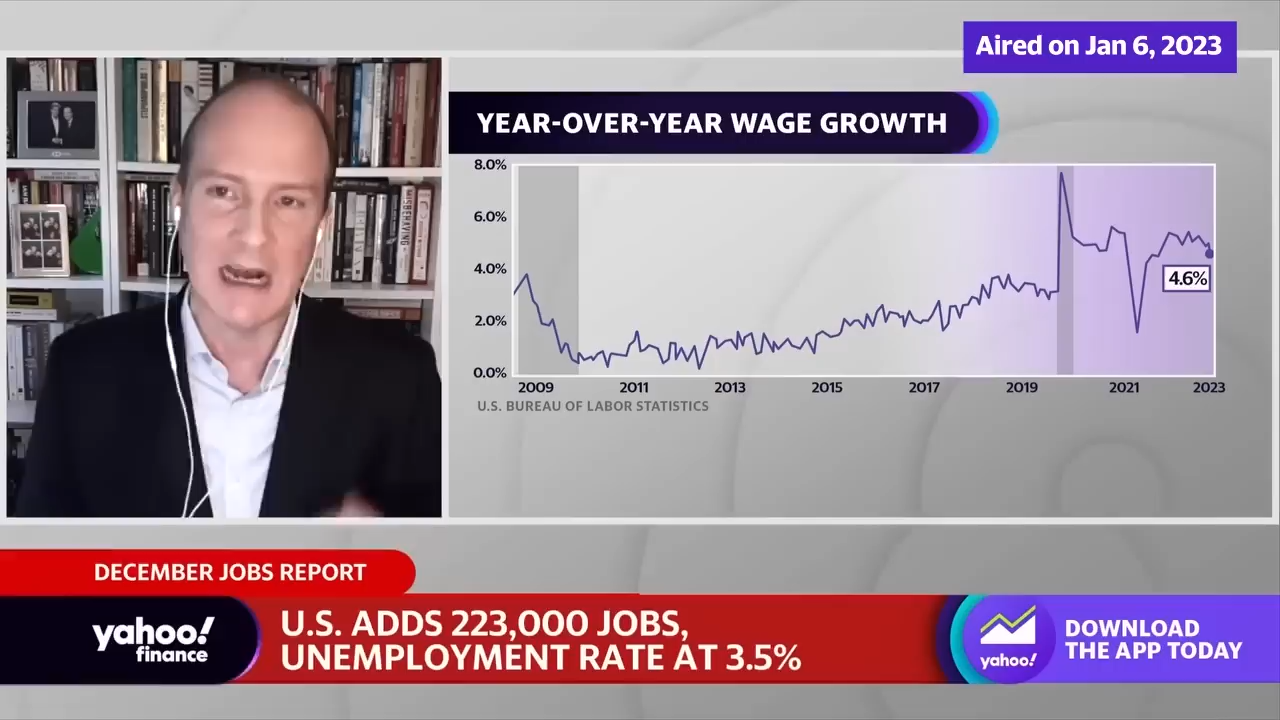 Aired on Jan 6, 2023
MISBEHAVING
YEAR-OVER-YEAR WAGE GROWTH
8.0%
6.0%
4.0%
2.0%
0.0%
4.6%
2009 2011 2013 2015 2017 2019 2021 2023
U.S. BUREAU OF LABOR STATISTICS
DECEMBER JOBS REPORT
yahoo!
finance
U.S. ADDS 223,000 JOBS,
UNEMPLOYMENT RATE AT 3.5%
yahoo!
DOWNLOAD
THE APP TODAY